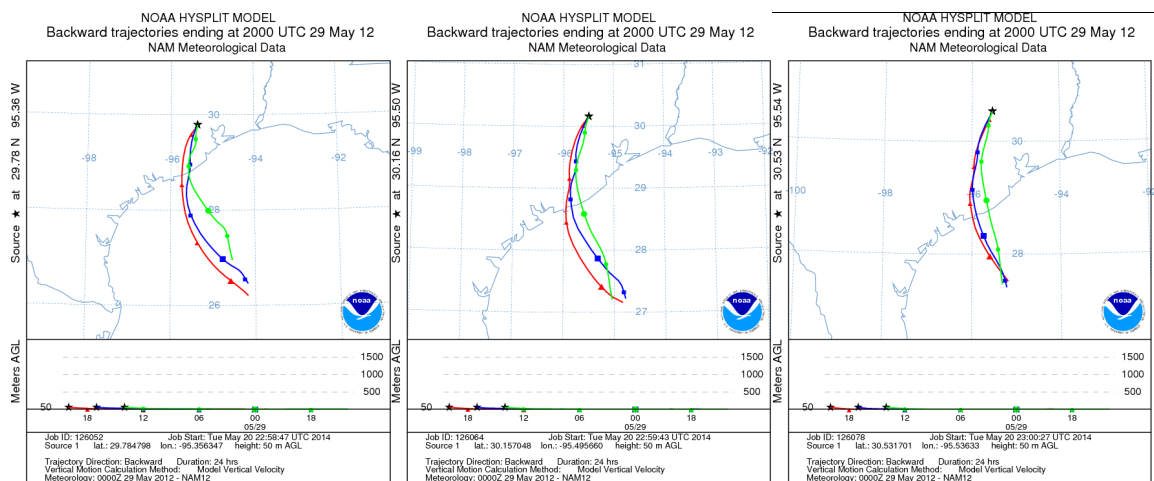 NOAA HYSPLIT MODEL
Backward trajectories ending at 2000 UTC 29 May 12
NAM Meteorological Data
Source ★ at 29.78 N 95.36 W
-98
-96
-94
-92
30
28
26
noaa
Meters AGL
1500
1000
500
50
18
12
06
00
18
05/29
Job ID: 126052 Job Start: Tue May 20 22:58:47 UTC 2014
Source 1 lat.: 29.784798 lon.: -95.356347 height: 50 m AGL
Trajectory Direction: Backward Duration: 24 hrs
Vertical Motion Calculation Method: Model Vertical Velocity
Meteorology: 0000Z 29 May 2012 - NAM12
NOAA HYSPLIT MODEL
Backward trajectories ending at 2000 UTC 29 May 12
NAM Meteorological Data
Source ★ at 30.16 N 95.50 W
31
30
-99
-98
-97
-96
-95
-94
-93
29
28
27
noaa
Meters AGL
1500
1000
500
50
18
12
06
00
18
05/29
Job ID: 126064 Job Start: Tue May 20 22:59:43 UTC 2014
Source 1 lat.: 30.157048 lon.: -95.495660 height: 50 m AGL
Trajectory Direction: Backward Duration: 24 hrs
Vertical Motion Calculation Method: Model Vertical Velocity
Meteorology: 0000Z 29 May 2012 - NAM12
NOAA HYSPLIT MODEL
Backward trajectories ending at 2000 UTC 29 May 12
NAM Meteorological Data
Source ★ at 30.53 N 95.54 W
30
-100
-98
-96
-94
-92
28
noaa
Meters AGL
1500
1000
500
50
18
12
06
00
18
05/29
Job ID: 126078 Job Start: Tue May 20 23:00:27 UTC 2014
Source 1 lat.: 30.531701 lon.: -95.53633 height: 50 m AGL
Trajectory Direction: Backward Duration: 24 hrs
Vertical Motion Calculation Method: Model Vertical Velocity
Meteorology: 0000Z 29 May 2012 - NAM12